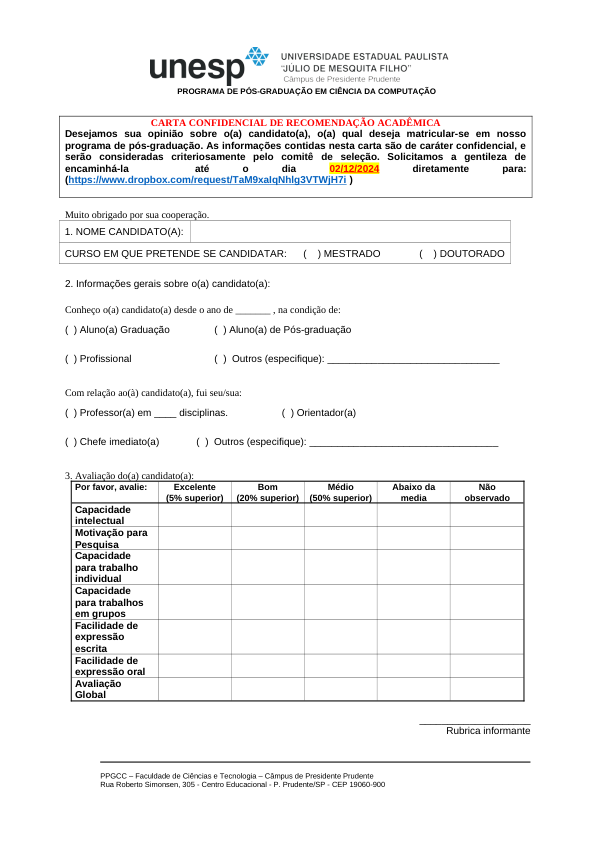 unesp
UNIVERSIDADE ESTADUAL PAULISTA
“JÚLIO DE MESQUITA FILHO”
Câmpus de Presidente Prudente
PROGRAMA DE PÓS-GRADUAÇÃO EM CIÊNCIA DA COMPUTAÇÃO
CARTA CONFIDENCIAL DE RECOMENDAÇÃO ACADÊMICA
Desejamos sua opinião sobre o(a) candidato(a), o(a) qual deseja matricular-se em nosso
programa de pós-graduação. As informações contidas nesta carta são de caráter confidencial, e
serão consideradas criteriosamente pelo comitê de seleção. Solicitamos a gentileza de
encaminhá-la até o dia 02/12/2024 diretamente para:
(https://www.dropbox.com/request/TaM9xaIqNhIg3VTWjH7i )
Muito obrigado por sua cooperação.
1. NOME CANDIDATO(A):
CURSO EM QUE PRETENDE SE CANDIDATAR: ( ) MESTRADO ( ) DOUTORADO
2. Informações gerais sobre o(a) candidato(a):
Conheço o(a) candidato(a) desde o ano de _______ , na condição de:
( ) Aluno(a) Graduação ( ) Aluno(a) de Pós-graduação
( ) Profissional ( ) Outros (especifique): _______________________________
Com relação ao(à) candidato(a), fui seu/sua:
( ) Professor(a) em ____ disciplinas. ( ) Orientador(a)
( ) Chefe imediato(a) ( ) Outros (especifique): __________________________________
3. Avaliação do(a) candidato(a):
Por favor, avalie: Excelente Bom Médio Abaixo da Não
(5% superior) (20% superior) (50% superior) media observado
Capacidade
intelectual
Motivação para
Pesquisa
Capacidade
para trabalho
individual
Capacidade
para trabalhos
em grupos
Facilidade de
expressão
escrita
Facilidade de
expressão oral
Avaliação
Global
____________________
Rubrica informante
PPGCC – Faculdade de Ciências e Tecnologia – Câmpus de Presidente Prudente
Rua Roberto Simonsen, 305 - Centro Educacional - P. Prudente/SP - CEP 19060-900